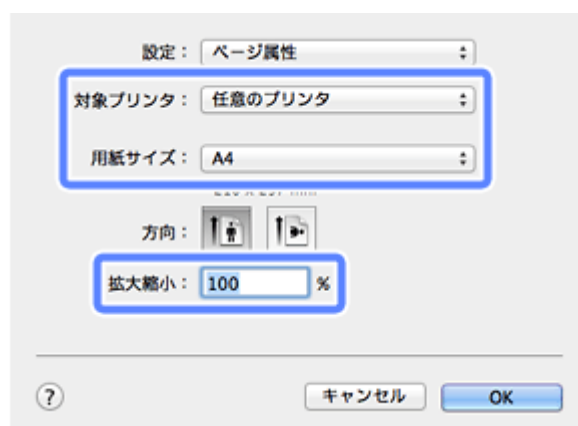 設定： ページ属性
対象プリンタ： 任意のプリンタ
用紙サイズ： A4
方向：
拡大縮小： 100 %
? キャンセル OK